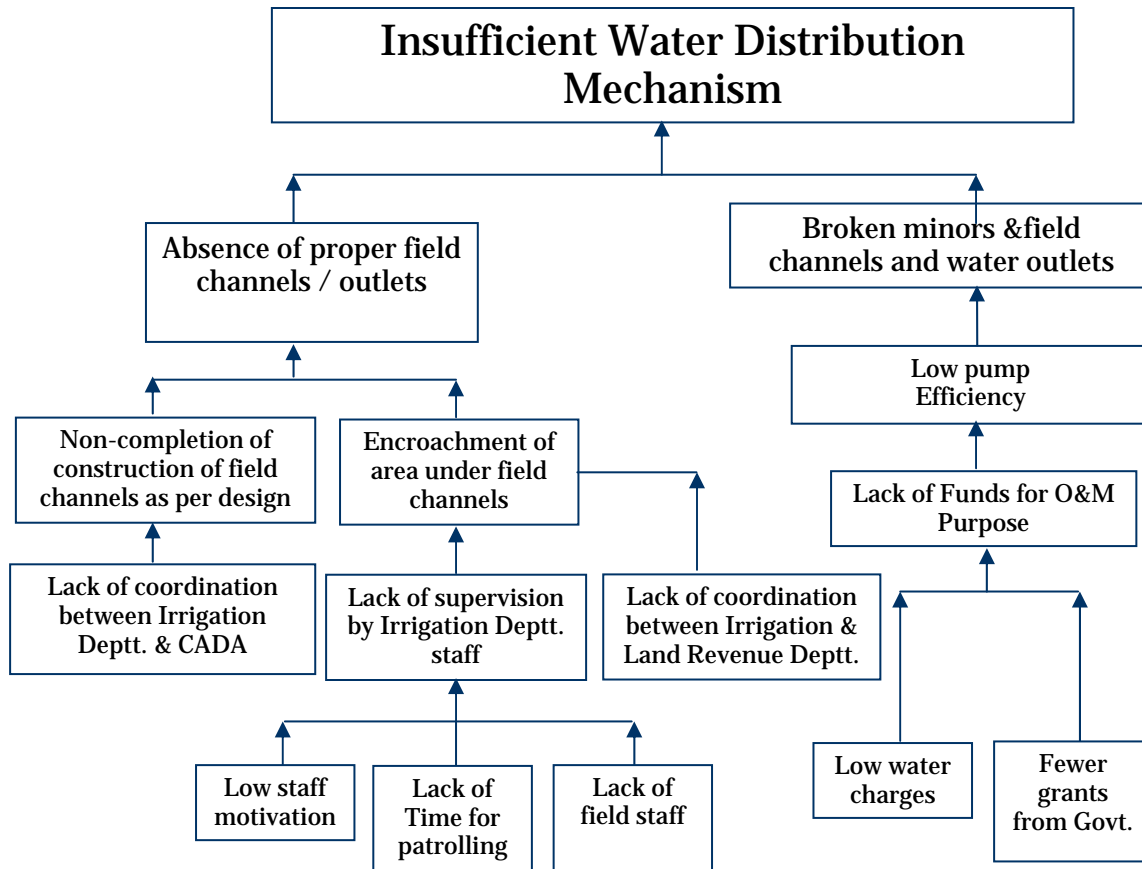 Insufficient Water Distribution
Mechanism
Absence of proper field
channels / outlets
Broken minors &field
channels and water outlets
Low pump
Efficiency
Non-completion of
construction of field
channels as per design
Encroachment of
area under field
channels
Lack of Funds for O&M
Purpose
Lack of coordination
between Irrigation
Deptt. & CADA
Lack of supervision
by Irrigation Deptt.
staff
Lack of coordination
between Irrigation &
Land Revenue Deptt.
Low staff
motivation
Lack of
Time for
patrolling
Lack of
field staff
Low water
charges
Fewer
grants
from Govt.